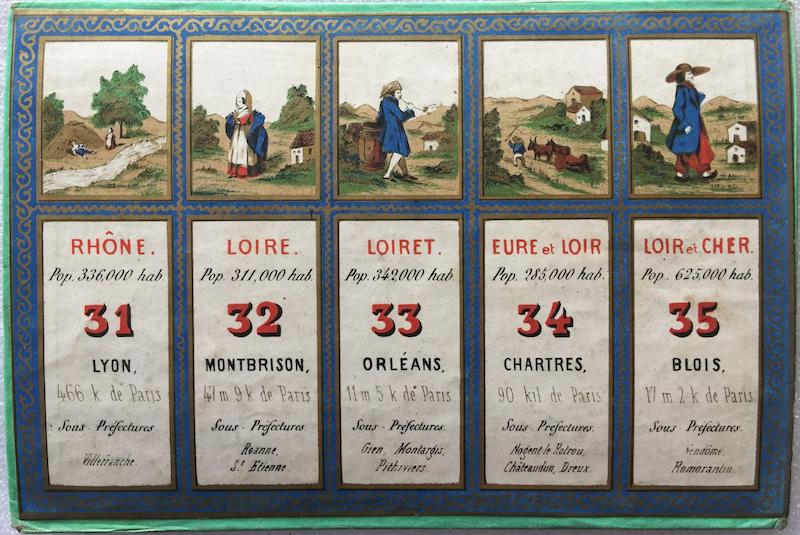 RHÔNE.
Pop. 336,000 hab.
31
LYON,
466 k de Paris
Sous-Préfectures.
Villefranche.
LOIRE.
Pop. 311,000 hab.
32
MONTBRISON,
47 m 9 k de Paris
Sous-Préfectures.
Roanne,
St Etienne
LOIRET.
Pop. 342,000 hab.
33
ORLÉANS,
11 m 5 k de Paris
Sous-Préfectures.
Gien, Montargis,
Pithiviers
EURE et LOIR
Pop. 285,000 hab.
34
CHARTRES,
90 kil de Paris
Sous-Préfectures.
Nogent le Rotrou,
Châteaudun, Dreux.
LOIR et CHER.
Pop. 625,000 hab.
35
BLOIS,
17 m 2 k de Paris
Sous-Préfectures.
Vendôme,
Romorantin.